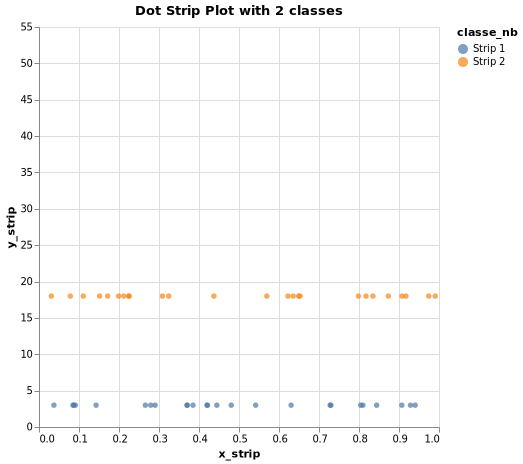 Dot Strip Plot with 2 classes
classe_nb
Strip 1
Strip 2
y_strip
55
50
45
40
35
30
25
20
15
10
5
0
0.0 0.1 0.2 0.3 0.4 0.5 0.6 0.7 0.8 0.9 1.0
x_strip